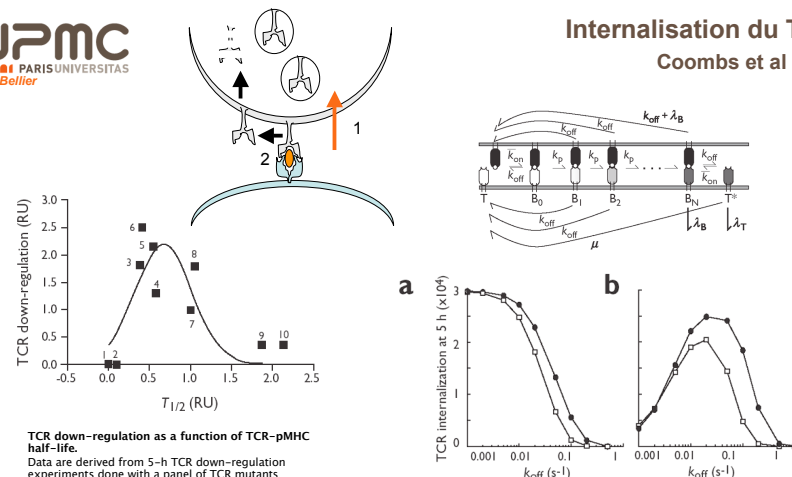 UPMC
PARISUNIVERSITAS
Bellier
Internalisation du T
Coombs et al
1
2
k_off + λ_B
k_off
k_off
k_on
k_off
k_p
k_p
k_p
k_off
k_on
T
B_0
B_1
B_2
B_N
T*
k_off
k_off
μ
λ_B
λ_T
TCR down-regulation (RU)
3.0
2.5
2.0
1.5
1.0
0.5
0.0
-0.5
0.0
0.5
1.0
1.5
2.0
2.5
T_1/2 (RU)
1
2
3
4
5
6
7
8
9
10
TCR down-regulation as a function of TCR-pMHC
half-life.
Data are derived from 5-h TCR down-regulation
experiments done with a panel of TCR mutants
a
TCR internalization at 5 h (x10^4)
3
2
1
0
0.001
0.01
0.1
1
k_off (s-1)
b
0.001
0.01
0.1
1
k_off (s-1)